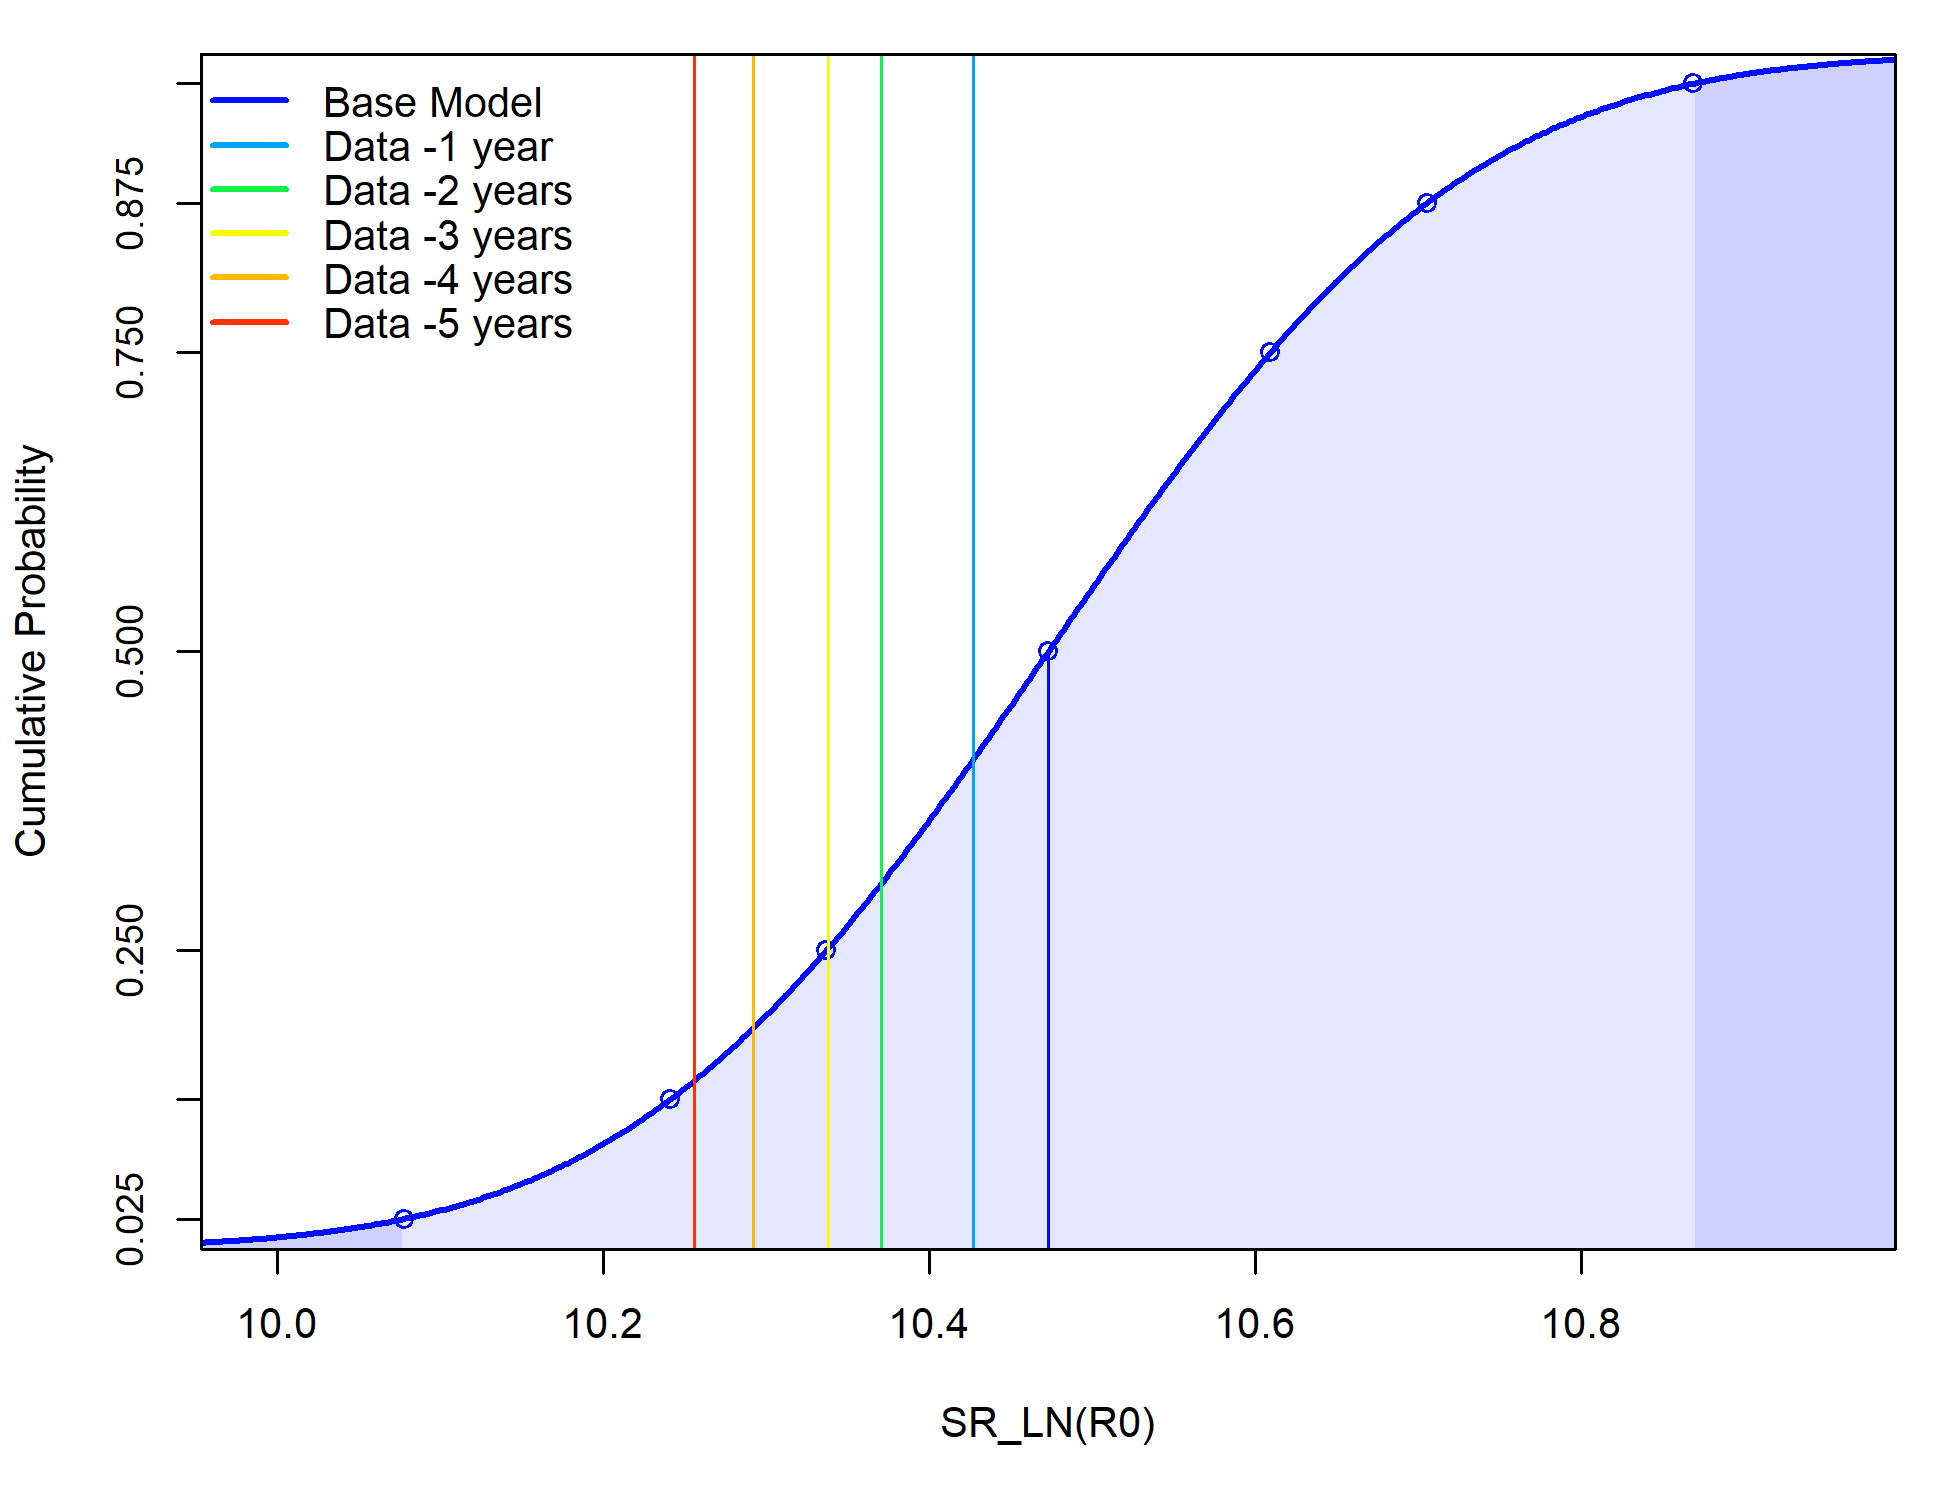 Base Model
Data -1 year
Data -2 years
Data -3 years
Data -4 years
Data -5 years
Cumulative Probability
0.875
0.750
0.500
0.250
0.025
10.0 10.2 10.4 10.6 10.8
SR_LN(R0)